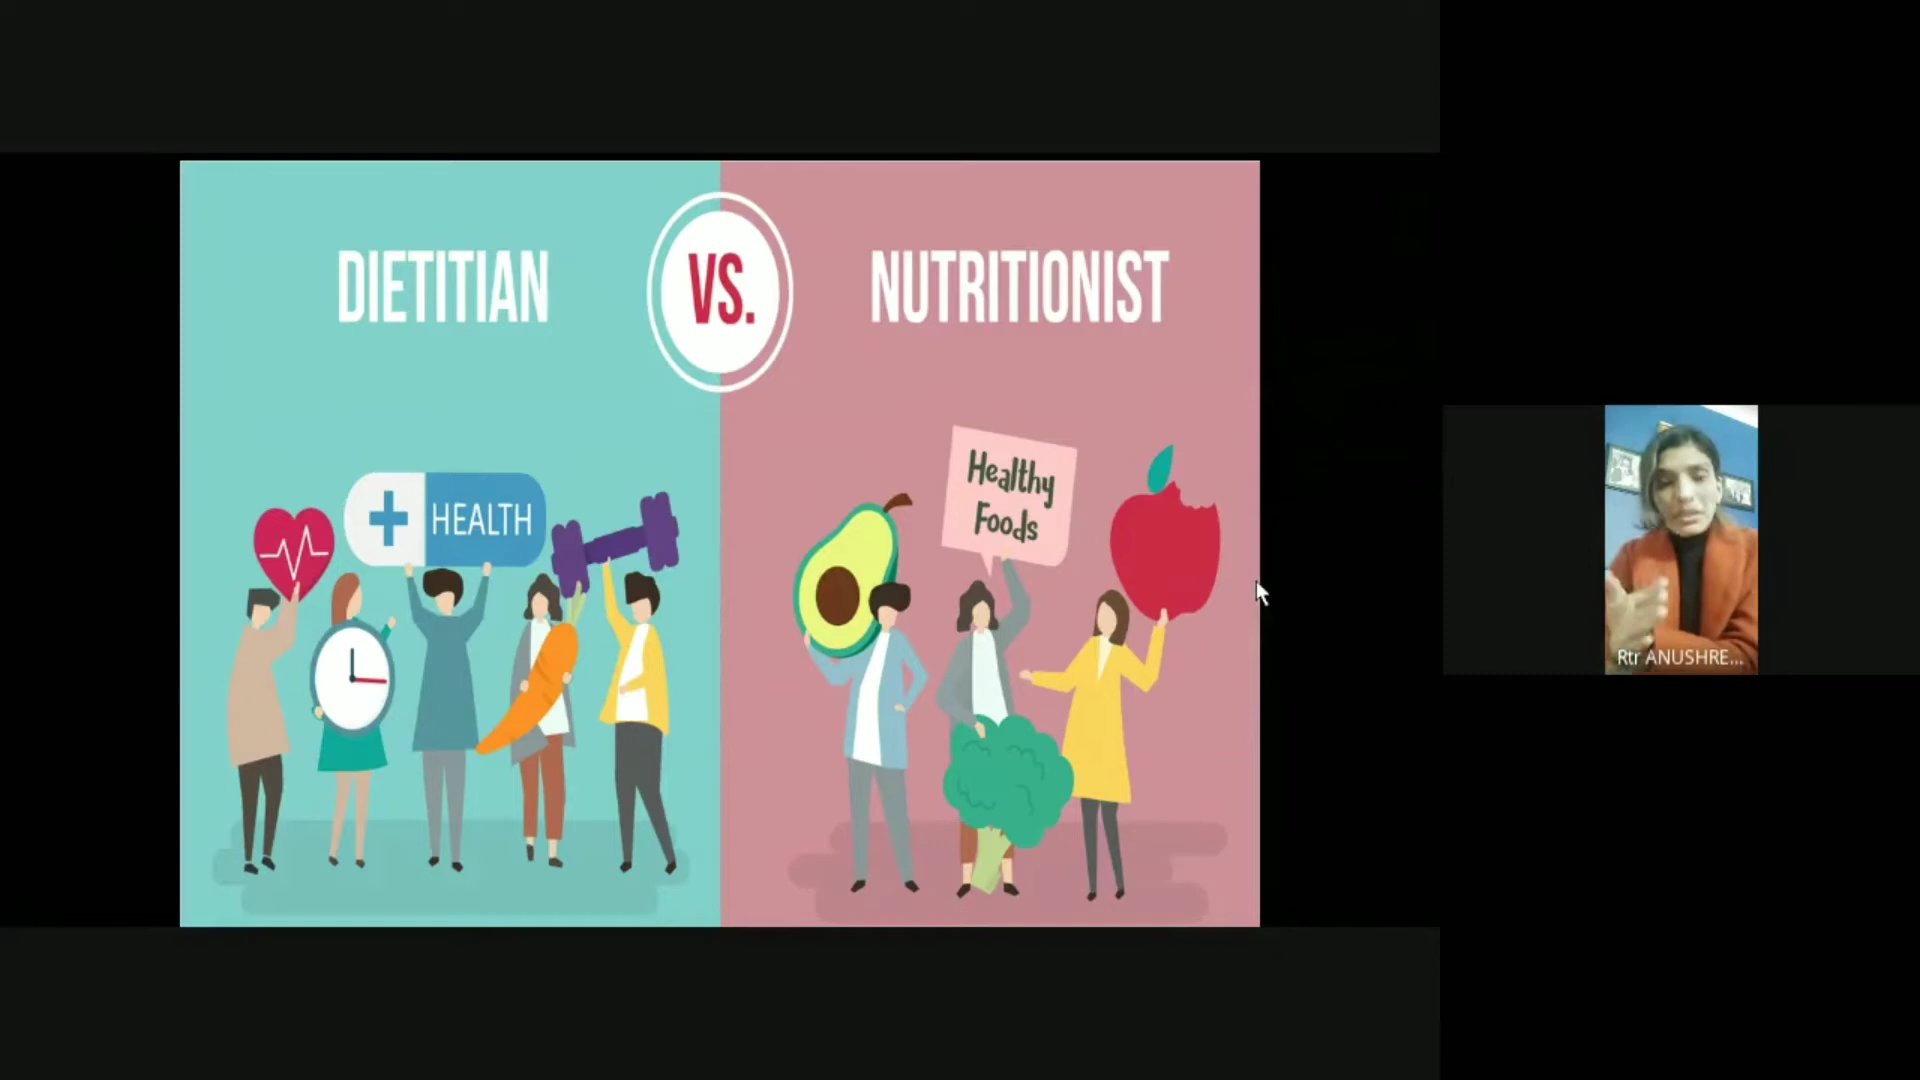 DIETITIAN
VS.
NUTRITIONIST
HEALTH
Healthy
Foods
Rtr ANUSHRE...